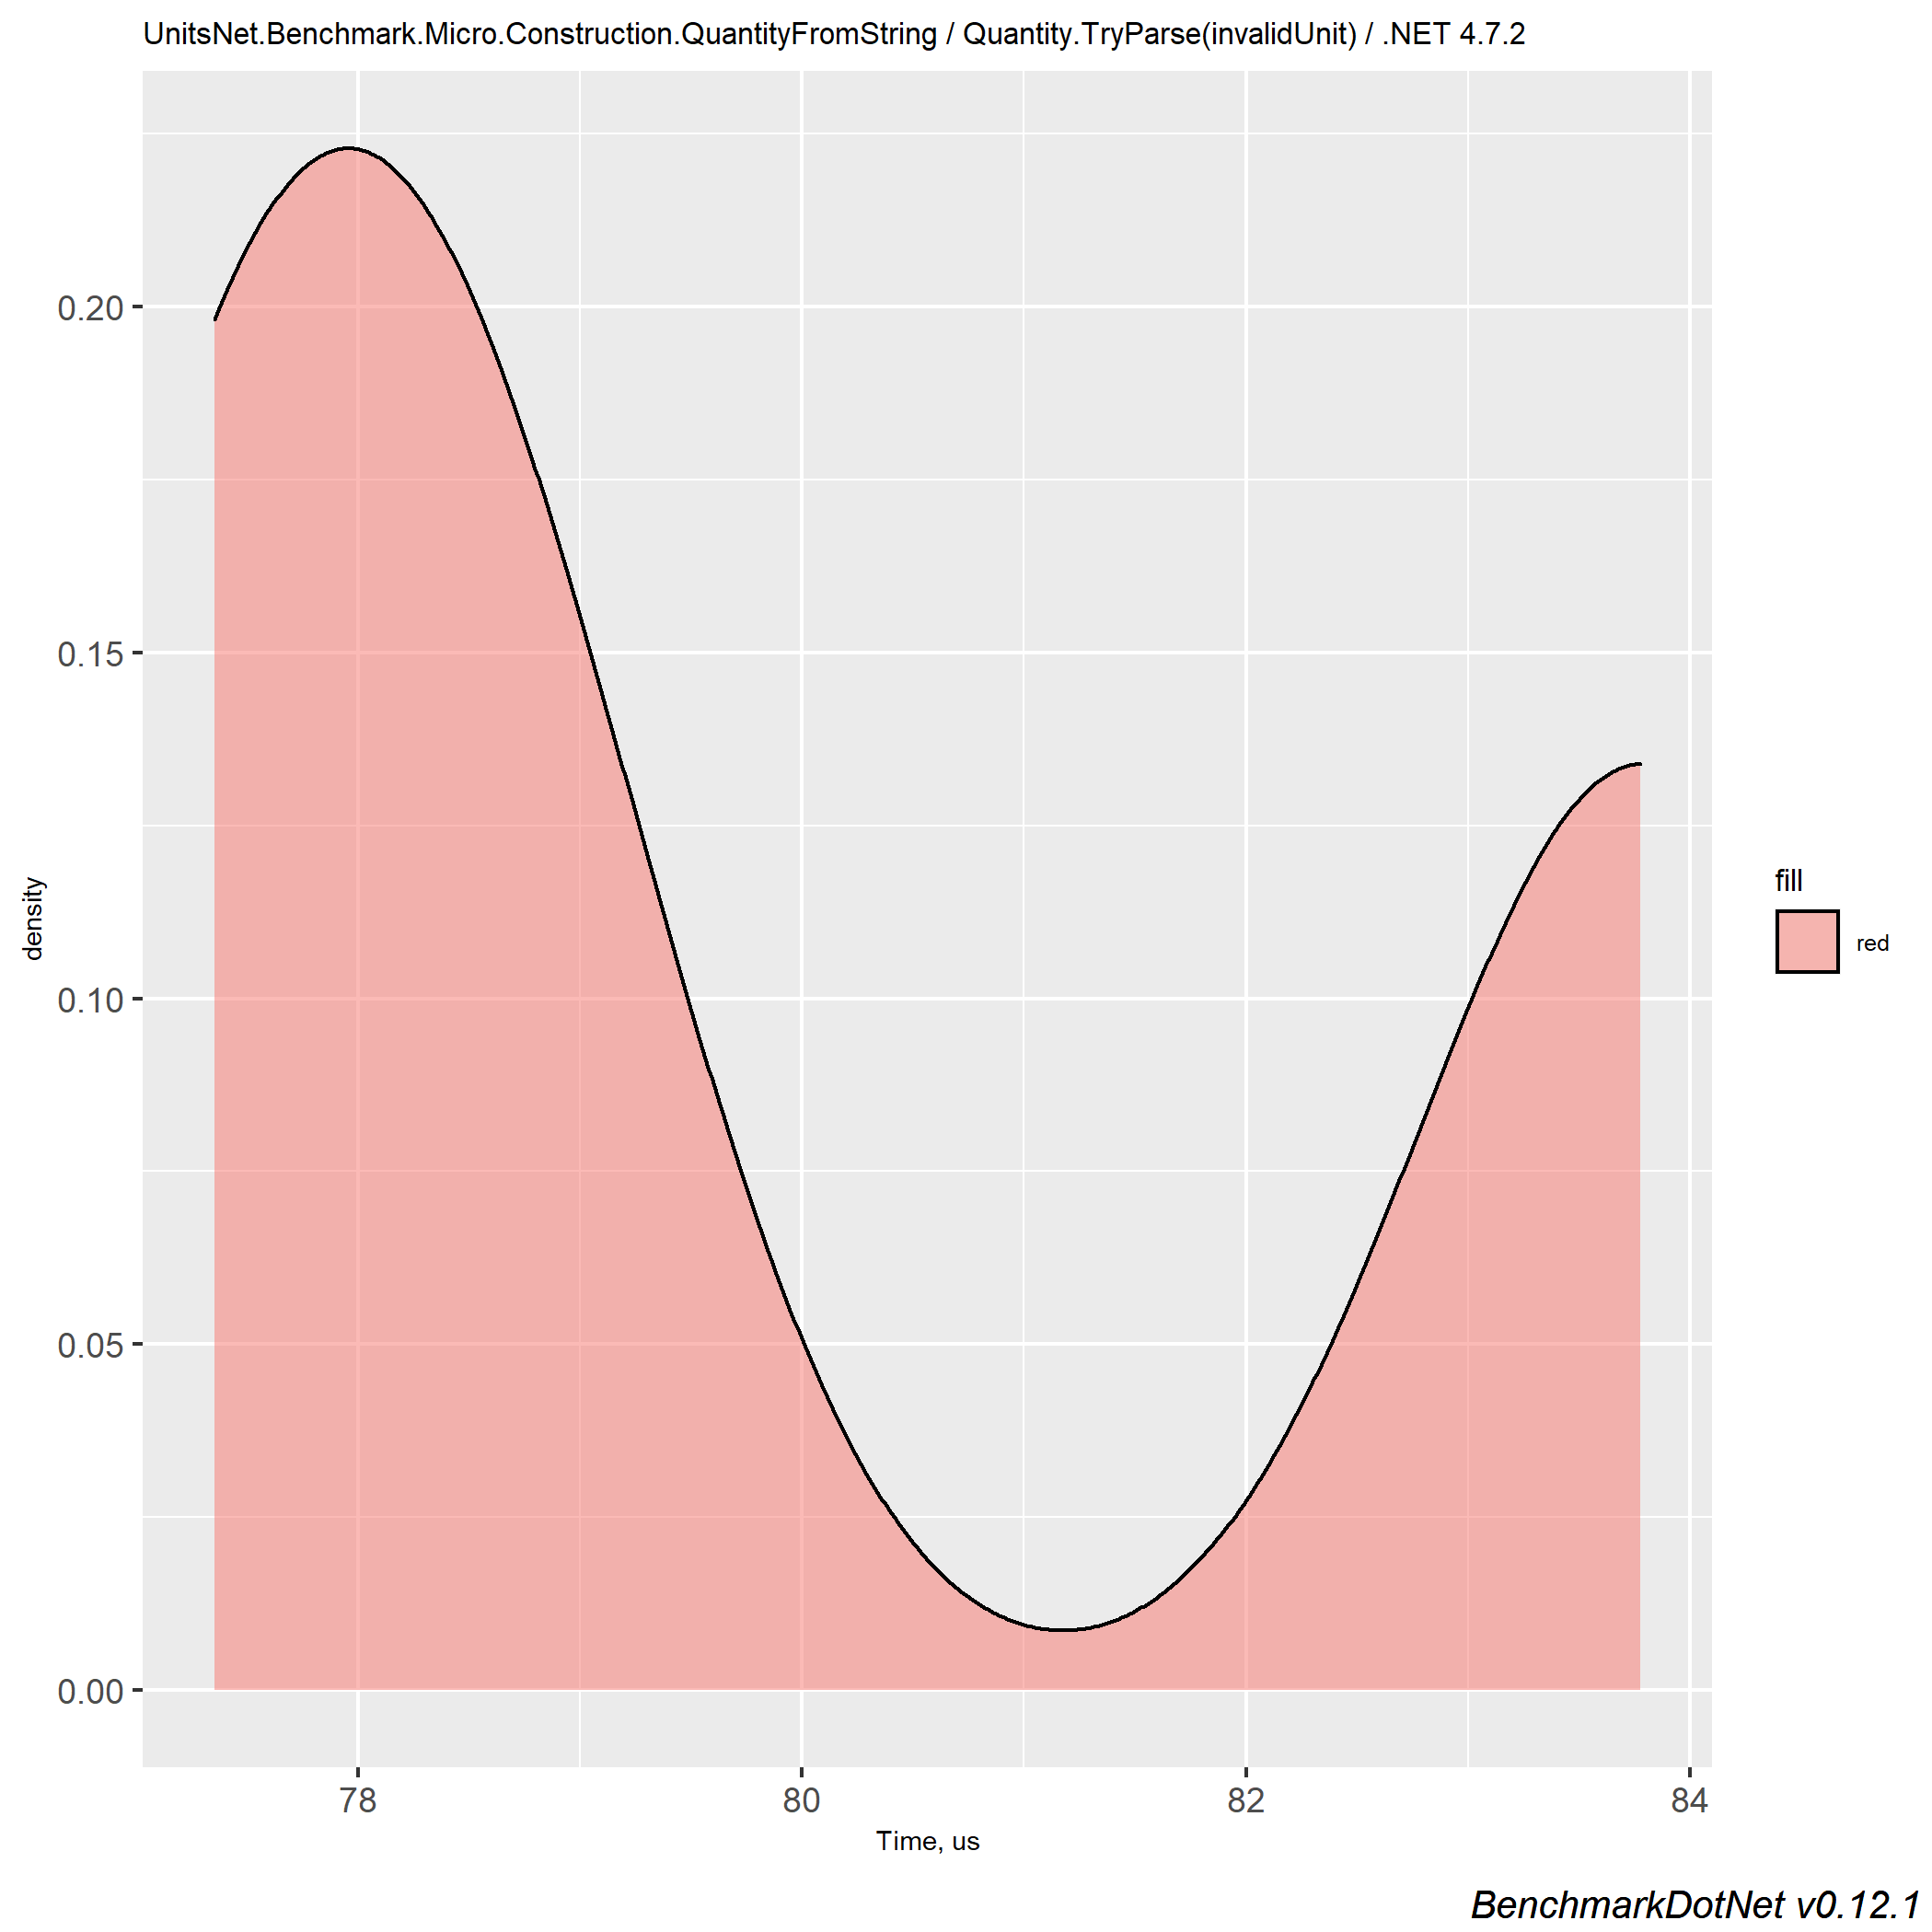 UnitsNet.Benchmark.Micro.Construction.QuantityFromString / Quantity.TryParse(invalidUnit) / .NET 4.7.2
0.20
0.15
0.10
0.05
0.00
density
78
80
82
84
Time, us
fill
red
BenchmarkDotNet v0.12.1